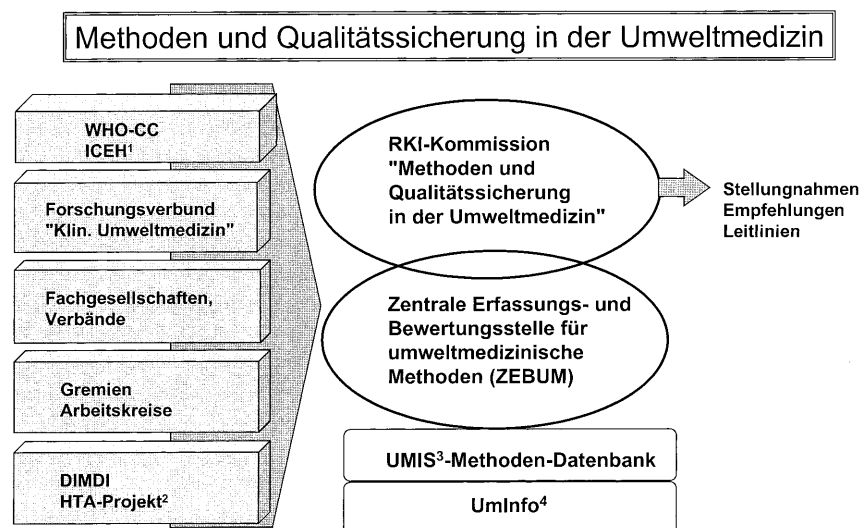 Methoden und Qualitätssicherung in der Umweltmedizin
WHO-CC
ICEH¹
Forschungsverbund
"Klin. Umweltmedizin"
Fachgesellschaften,
Verbände
Gremien
Arbeitskreise
DIMDI
HTA-Projekt²
RKI-Kommission
"Methoden und
Qualitätssicherung
in der Umweltmedizin"
Zentrale Erfassungs- und
Bewertungsstelle für
umweltmedizinische
Methoden (ZEBUM)
UMIS³-Methoden-Datenbank
UmInfo⁴
Stellungnahmen
Empfehlungen
Leitlinien